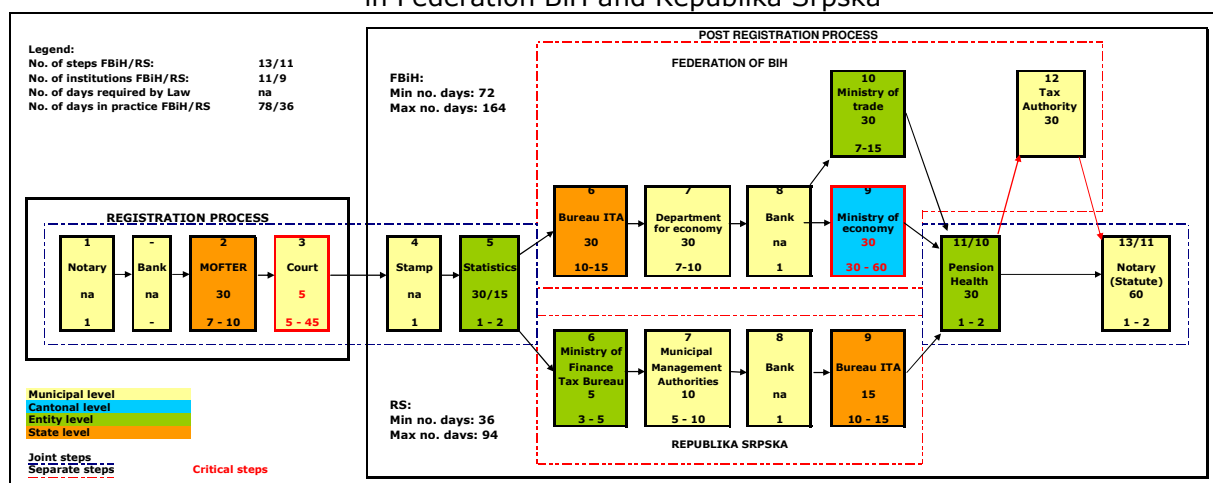 in Federation BiH and Republika Srpska
Legend:
No. of steps FBiH/RS: 13/11
No. of institutions FBiH/RS: 11/9
No. of days required by Law na
No. of days in practice FBiH/RS 78/36
POST REGISTRATION PROCESS
FEDERATION OF BIH
FBiH:
Min no. days: 72
Max no. days: 164
10
Ministry of
trade
30
7-15
12
Tax
Authority
30
REGISTRATION PROCESS
1
Notary
na
1
-
Bank
na
-
2
MOFTER
30
7 - 10
3
Court
5
5 - 45
4
Stamp
na
1
5
Statistics
30/15
1 - 2
6
Bureau ITA
30
10-15
7
Department
for economy
30
7-10
8
Bank
na
1
9
Ministry of
economy
30
30 - 60
11/10
Pension
Health
30
1 - 2
13/11
Notary
(Statute)
60
1 - 2
6
Ministry of
Finance
Tax Bureau
5
3 - 5
7
Municipal
Management
Authorities
10
5 - 10
8
Bank
na
1
9
Bureau ITA
15
10 - 15
RS:
Min no. days: 36
Max no. days: 94
REPUBLIKA SRPSKA
Municipal level
Cantonal level
Entity level
State level
Joint steps
Separate steps
Critical steps